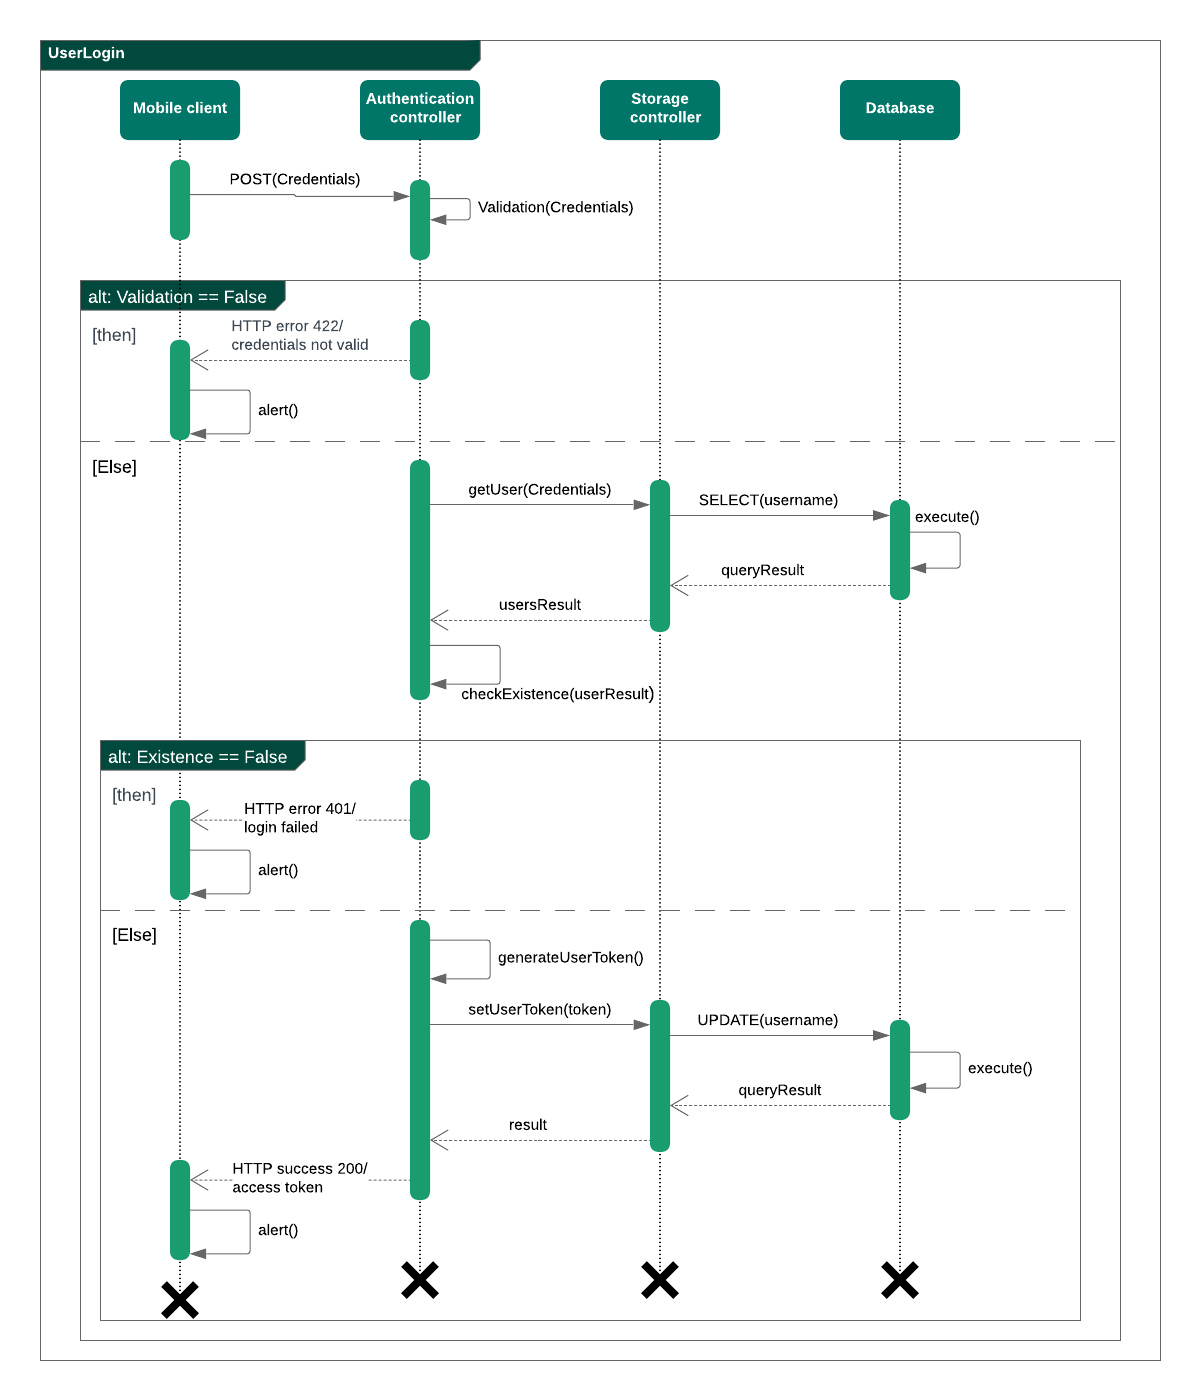 UserLogin
Mobile client
Authentication
controller
Storage
controller
Database
POST(Credentials)
Validation(Credentials)
alt: Validation == False
[then]
HTTP error 422/
credentials not valid
alert()
[Else]
getUser(Credentials)
SELECT(username)
execute()
queryResult
usersResult
checkExistence(userResult)
alt: Existence == False
[then]
HTTP error 401/
login failed
alert()
[Else]
generateUserToken()
setUserToken(token)
UPDATE(username)
execute()
queryResult
result
HTTP success 200/
access token
alert()